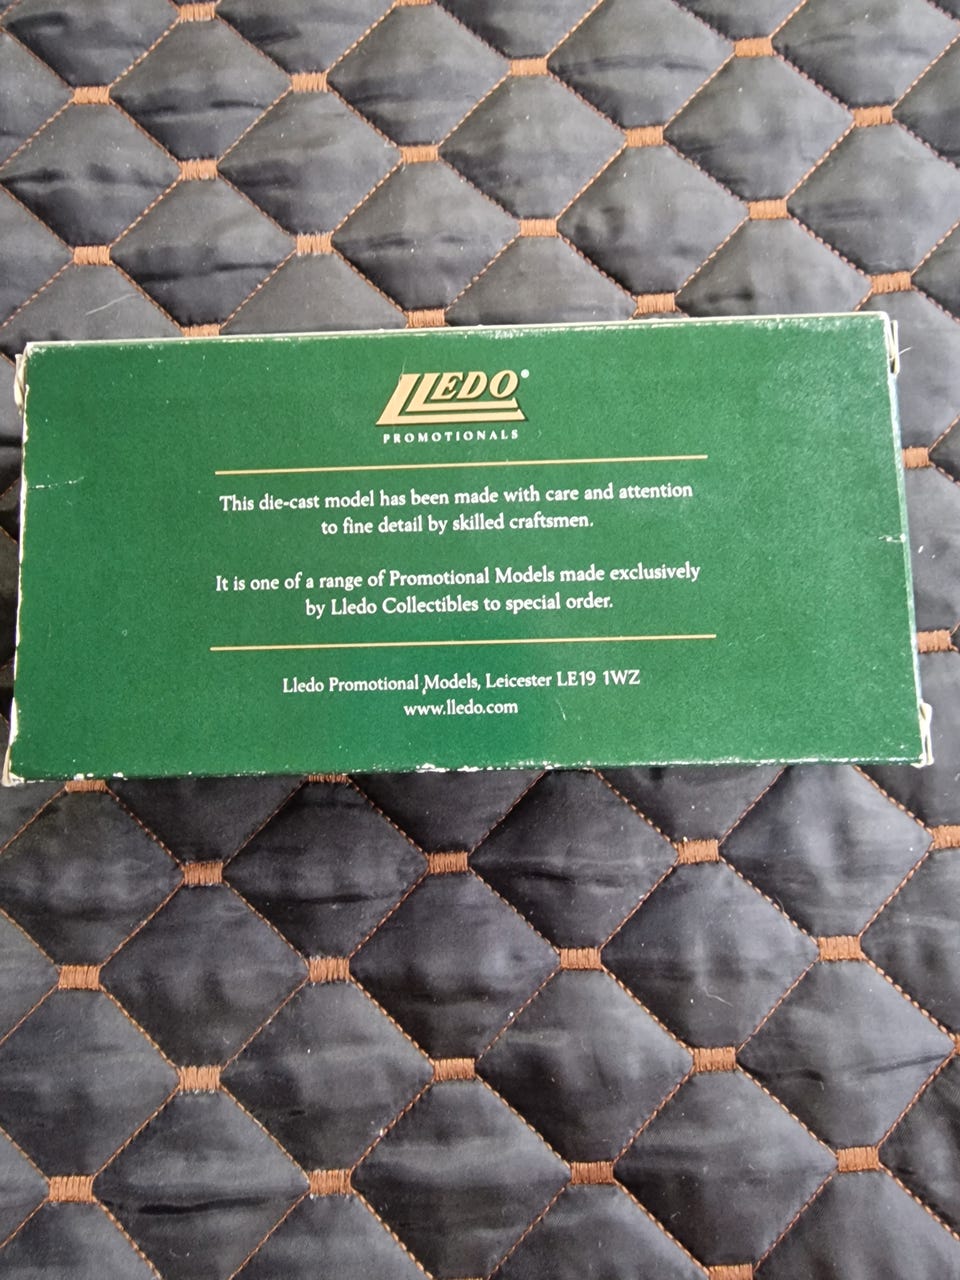 LLEDO®
PROMOTIONALS
This die-cast model has been made with care and attention
to fine detail by skilled craftsmen.
It is one of a range of Promotional Models made exclusively
by Lledo Collectibles to special order.
Lledo Promotional Models, Leicester LE19 1WZ
www.lledo.com